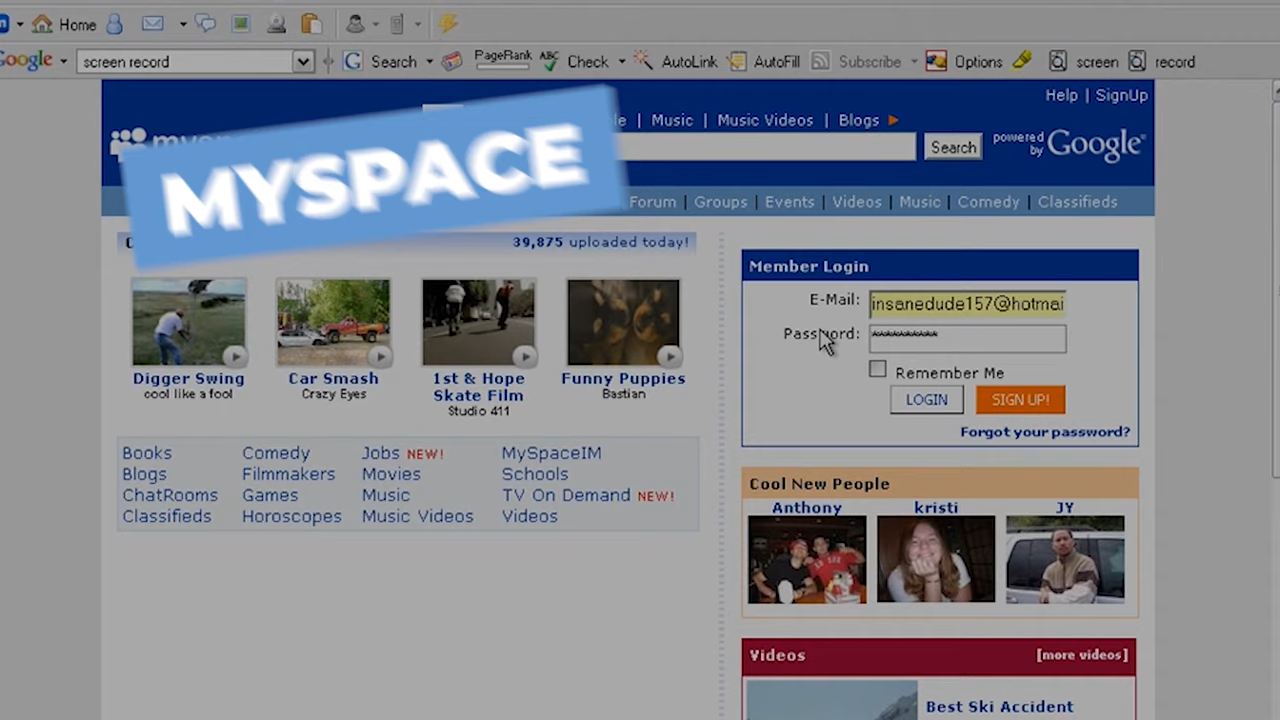 Home
Google screen record Search PageRank Check AutoLink AutoFill Subscribe Options screen record
Help | SignUp
Music | Music Videos | Blogs
MYSPACE
Search powered by Google
Forum | Groups | Events | Videos | Music | Comedy | Classifieds
39,875 uploaded today!
Digger Swing
cool like a fool
Car Smash
Crazy Eyes
1st & Hope
Skate Film
Studio 411
Funny Puppies
Bastian
Books Comedy Jobs NEW! MySpaceIM
Blogs Filmmakers Movies Schools
ChatRooms Games Music TV On Demand NEW!
Classifieds Horoscopes Music Videos Videos
Member Login
E-Mail: insanedude157@hotmai
Password: **********
Remember Me
LOGIN SIGN UP!
Forgot your password?
Cool New People
Anthony kristi JY
Videos [more videos]
Best Ski Accident